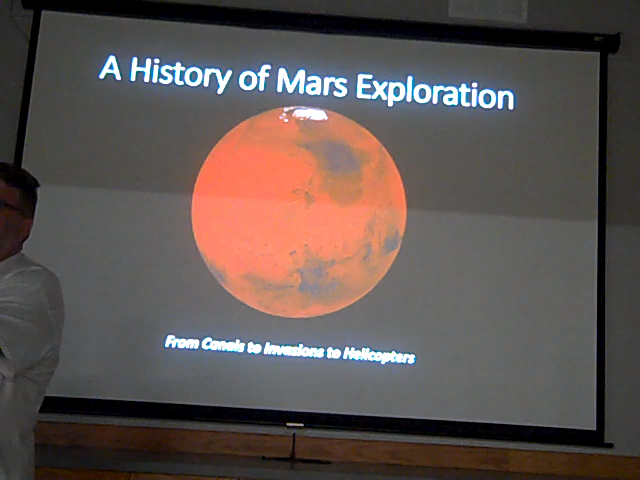 A History of Mars Exploration
From Canals to Invasions to Helicopters